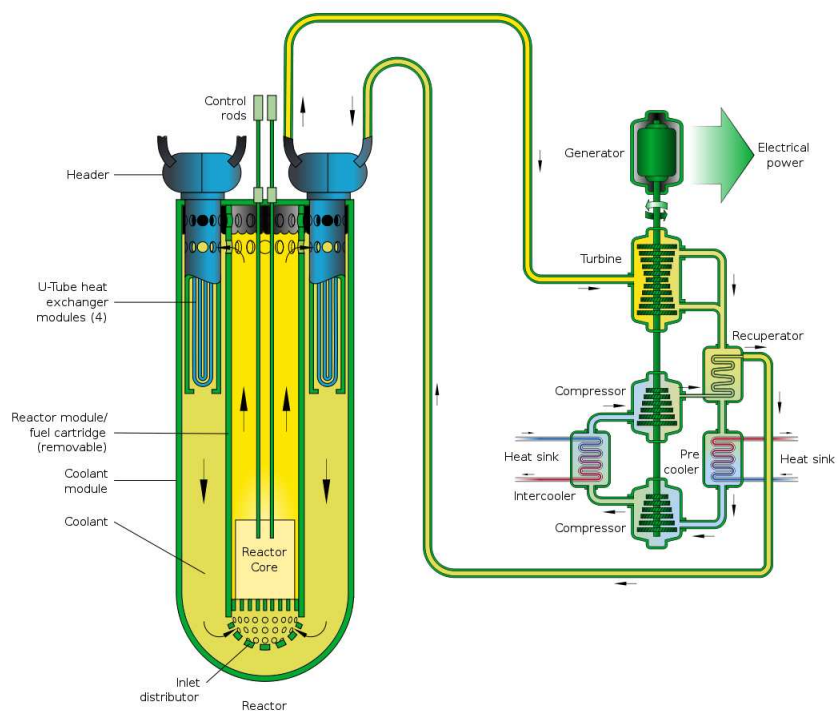 Control
rods
Header
U-Tube heat
exchanger
modules (4)
Reactor module/
fuel cartridge
(removable)
Coolant
module
Coolant
Reactor
Core
Inlet
distributor
Reactor
Generator
Electrical
power
Turbine
Recuperator
Compressor
Heat sink
Pre
cooler
Heat sink
Intercooler
Compressor